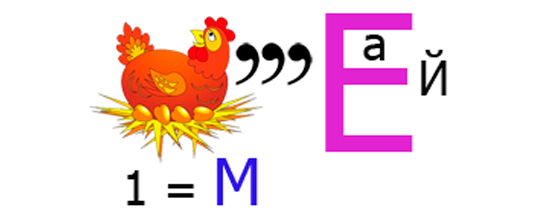 ,,, Е а Й
1 = М